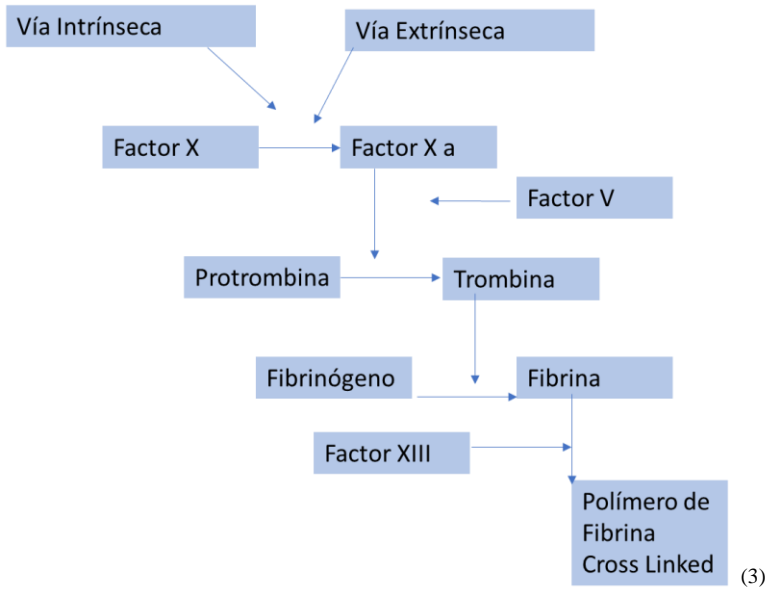 Vía Intrínseca
Vía Extrínseca
Factor X
Factor X a
Factor V
Protrombina
Trombina
Fibrinógeno
Fibrina
Factor XIII
Polímero de
Fibrina
Cross Linked
(3)